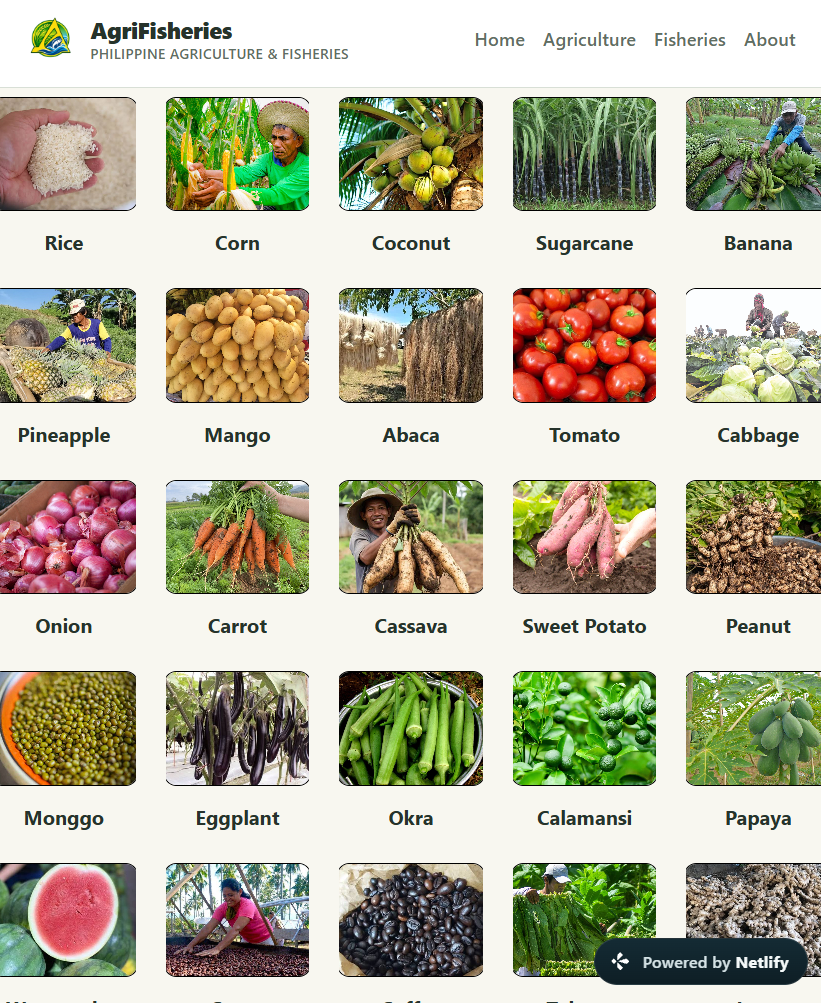 AgriFisheries
PHILIPPINE AGRICULTURE & FISHERIES
Home Agriculture Fisheries About
Rice Corn Coconut Sugarcane Banana
Pineapple Mango Abaca Tomato Cabbage
Onion Carrot Cassava Sweet Potato Peanut
Monggo Eggplant Okra Calamansi Papaya
Powered by Netlify